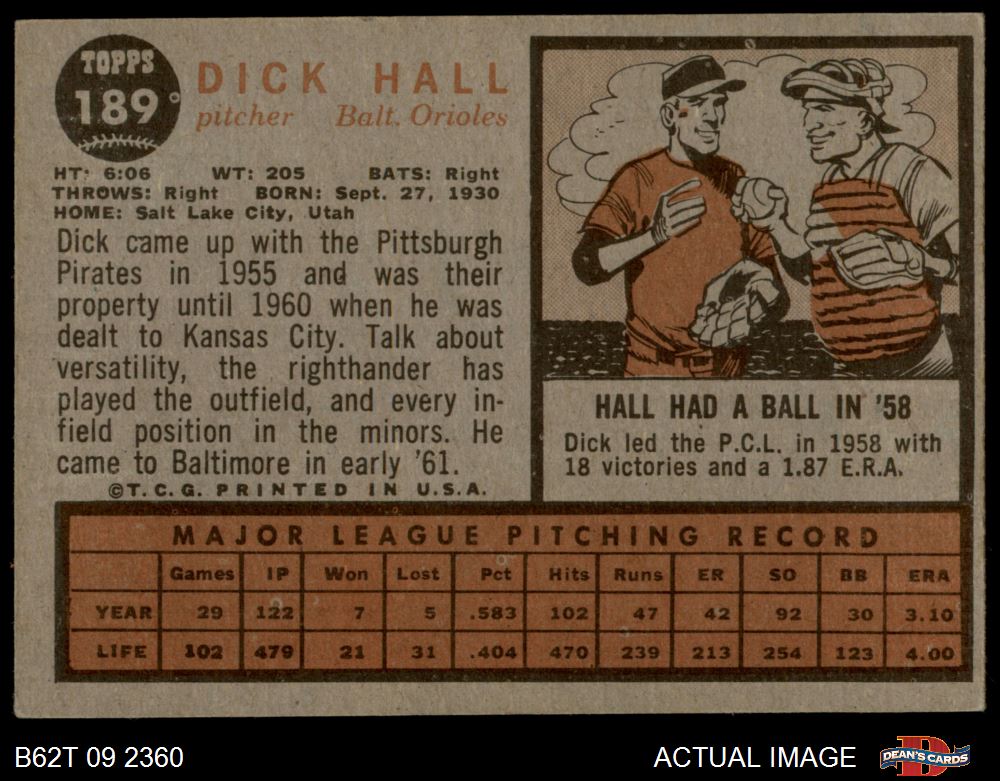 TOPPS
189
DICK HALL
pitcher Balt. Orioles
HT: 6:06 WT: 205 BATS: Right
THROWS: Right BORN: Sept. 27, 1930
HOME: Salt Lake City, Utah
Dick came up with the Pittsburgh
Pirates in 1955 and was their
property until 1960 when he was
dealt to Kansas City. Talk about
versatility, the righthander has
played the outfield, and every in-
field position in the minors. He
came to Baltimore in early '61.
©T.C.G. PRINTED IN U.S.A.
HALL HAD A BALL IN '58
Dick led the P.C.L. in 1958 with
18 victories and a 1.87 E.R.A.
MAJOR LEAGUE PITCHING RECORD
Games IP Won Lost Pct Hits Runs ER SO BB ERA
YEAR 29 122 7 5 .583 102 47 42 92 30 3.10
LIFE 102 479 21 31 .404 470 239 213 254 123 4.00
B62T 09 2360 ACTUAL IMAGE DEAN'S CARDS